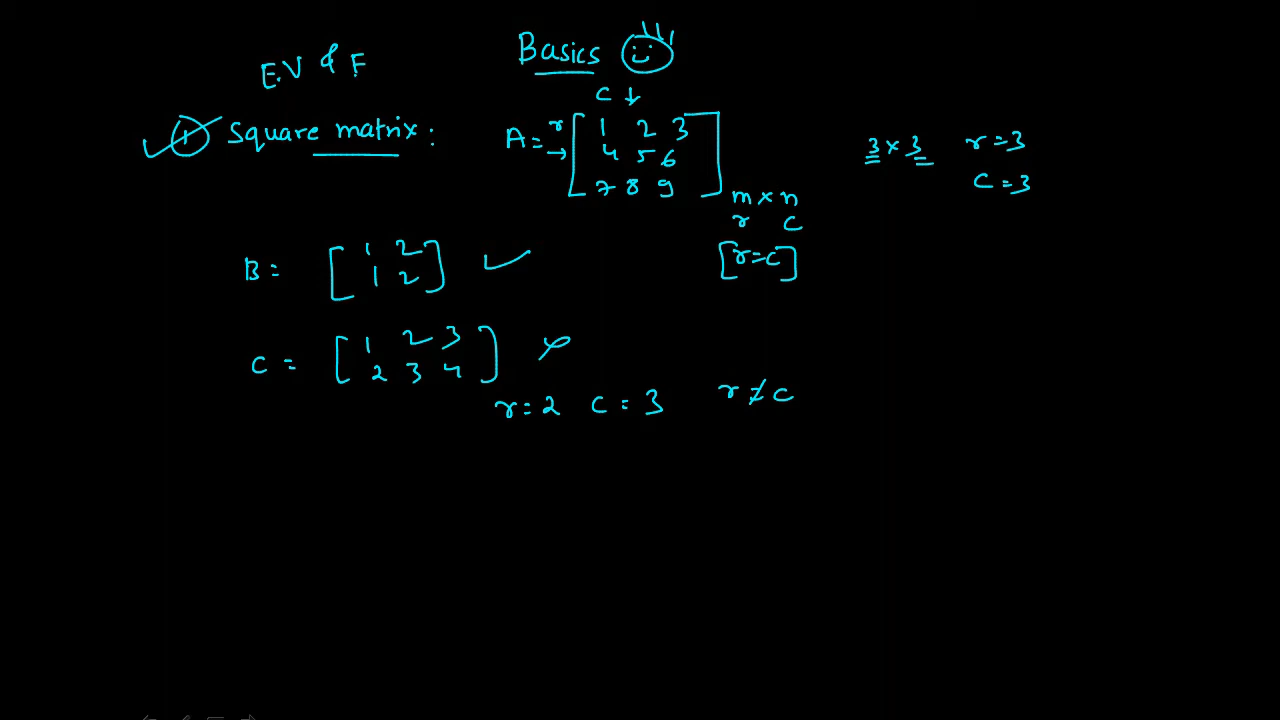 Basics
E.V & F
c ↓
① Square matrix :
A = r → [1 2 3
4 5 6
7 8 9]
m × n
r c
[r = c]
3 × 3
r = 3
c = 3
B = [1 2
1 2] ✓
C = [1 2 3
2 3 4]
r = 2 c = 3 r ≠ c